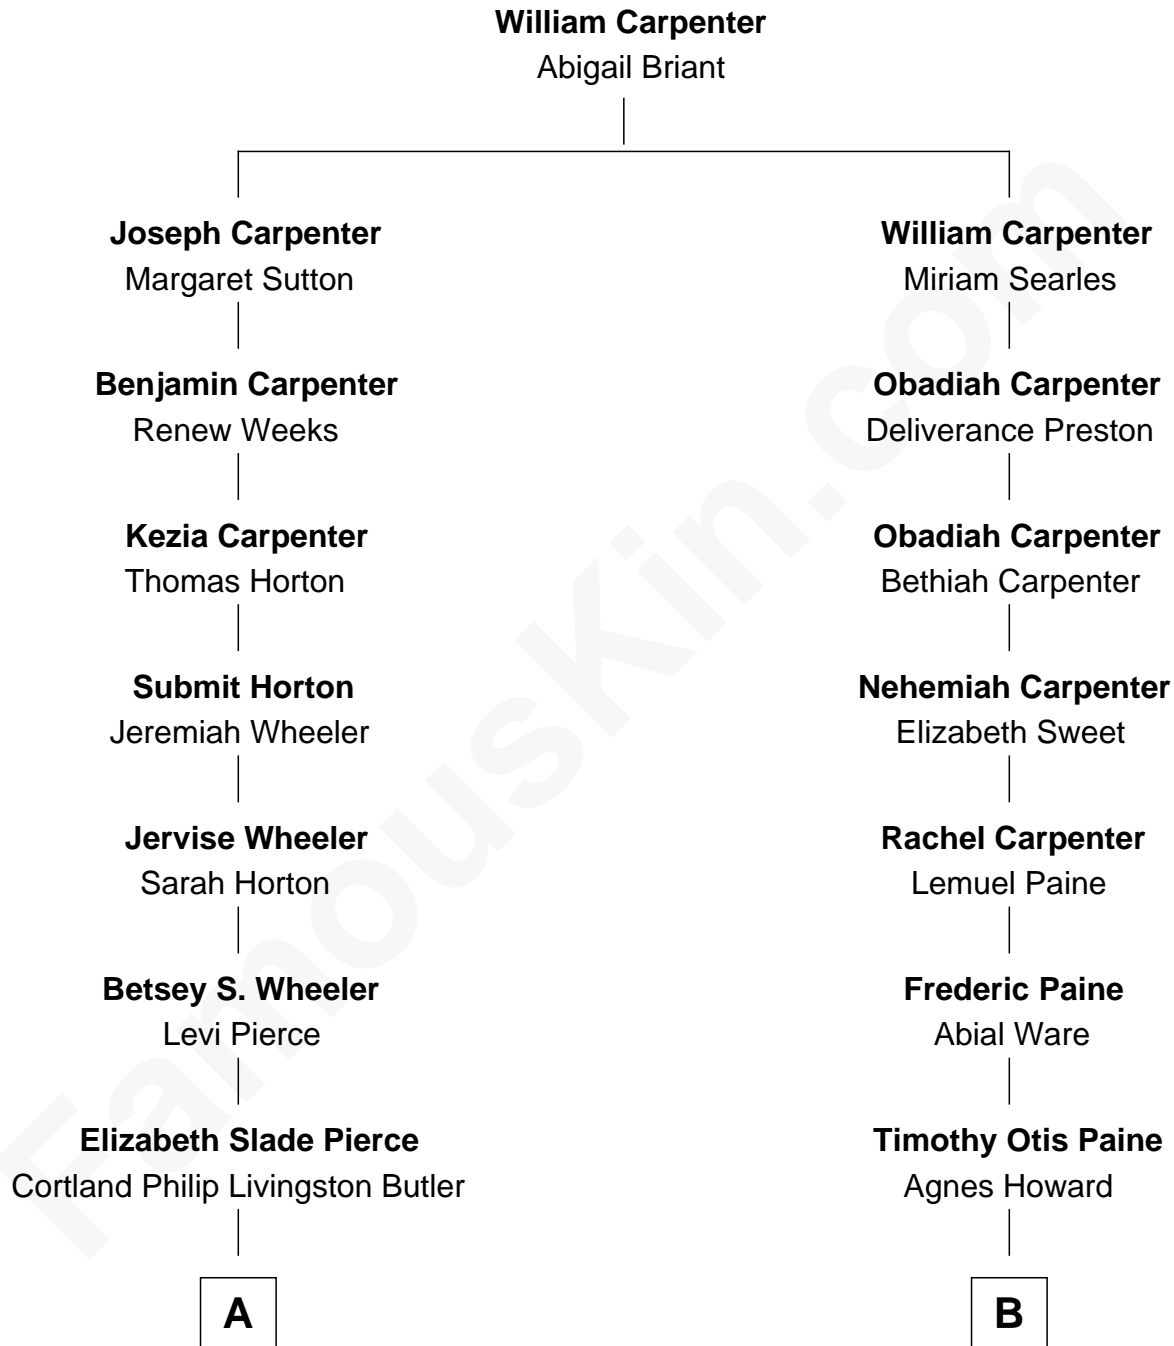 William Carpenter
Abigail Briant
Joseph Carpenter
Margaret Sutton
William Carpenter
Miriam Searles
Benjamin Carpenter
Renew Weeks
Obadiah Carpenter
Deliverance Preston
Kezia Carpenter
Thomas Horton
Obadiah Carpenter
Bethiah Carpenter
Submit Horton
Jeremiah Wheeler
Nehemiah Carpenter
Elizabeth Sweet
Jervise Wheeler
Sarah Horton
Rachel Carpenter
Lemuel Paine
Betsey S. Wheeler
Levi Pierce
Frederic Paine
Abial Ware
Elizabeth Slade Pierce
Cortland Philip Livingston Butler
Timothy Otis Paine
Agnes Howard
A
B
FamousKin.com